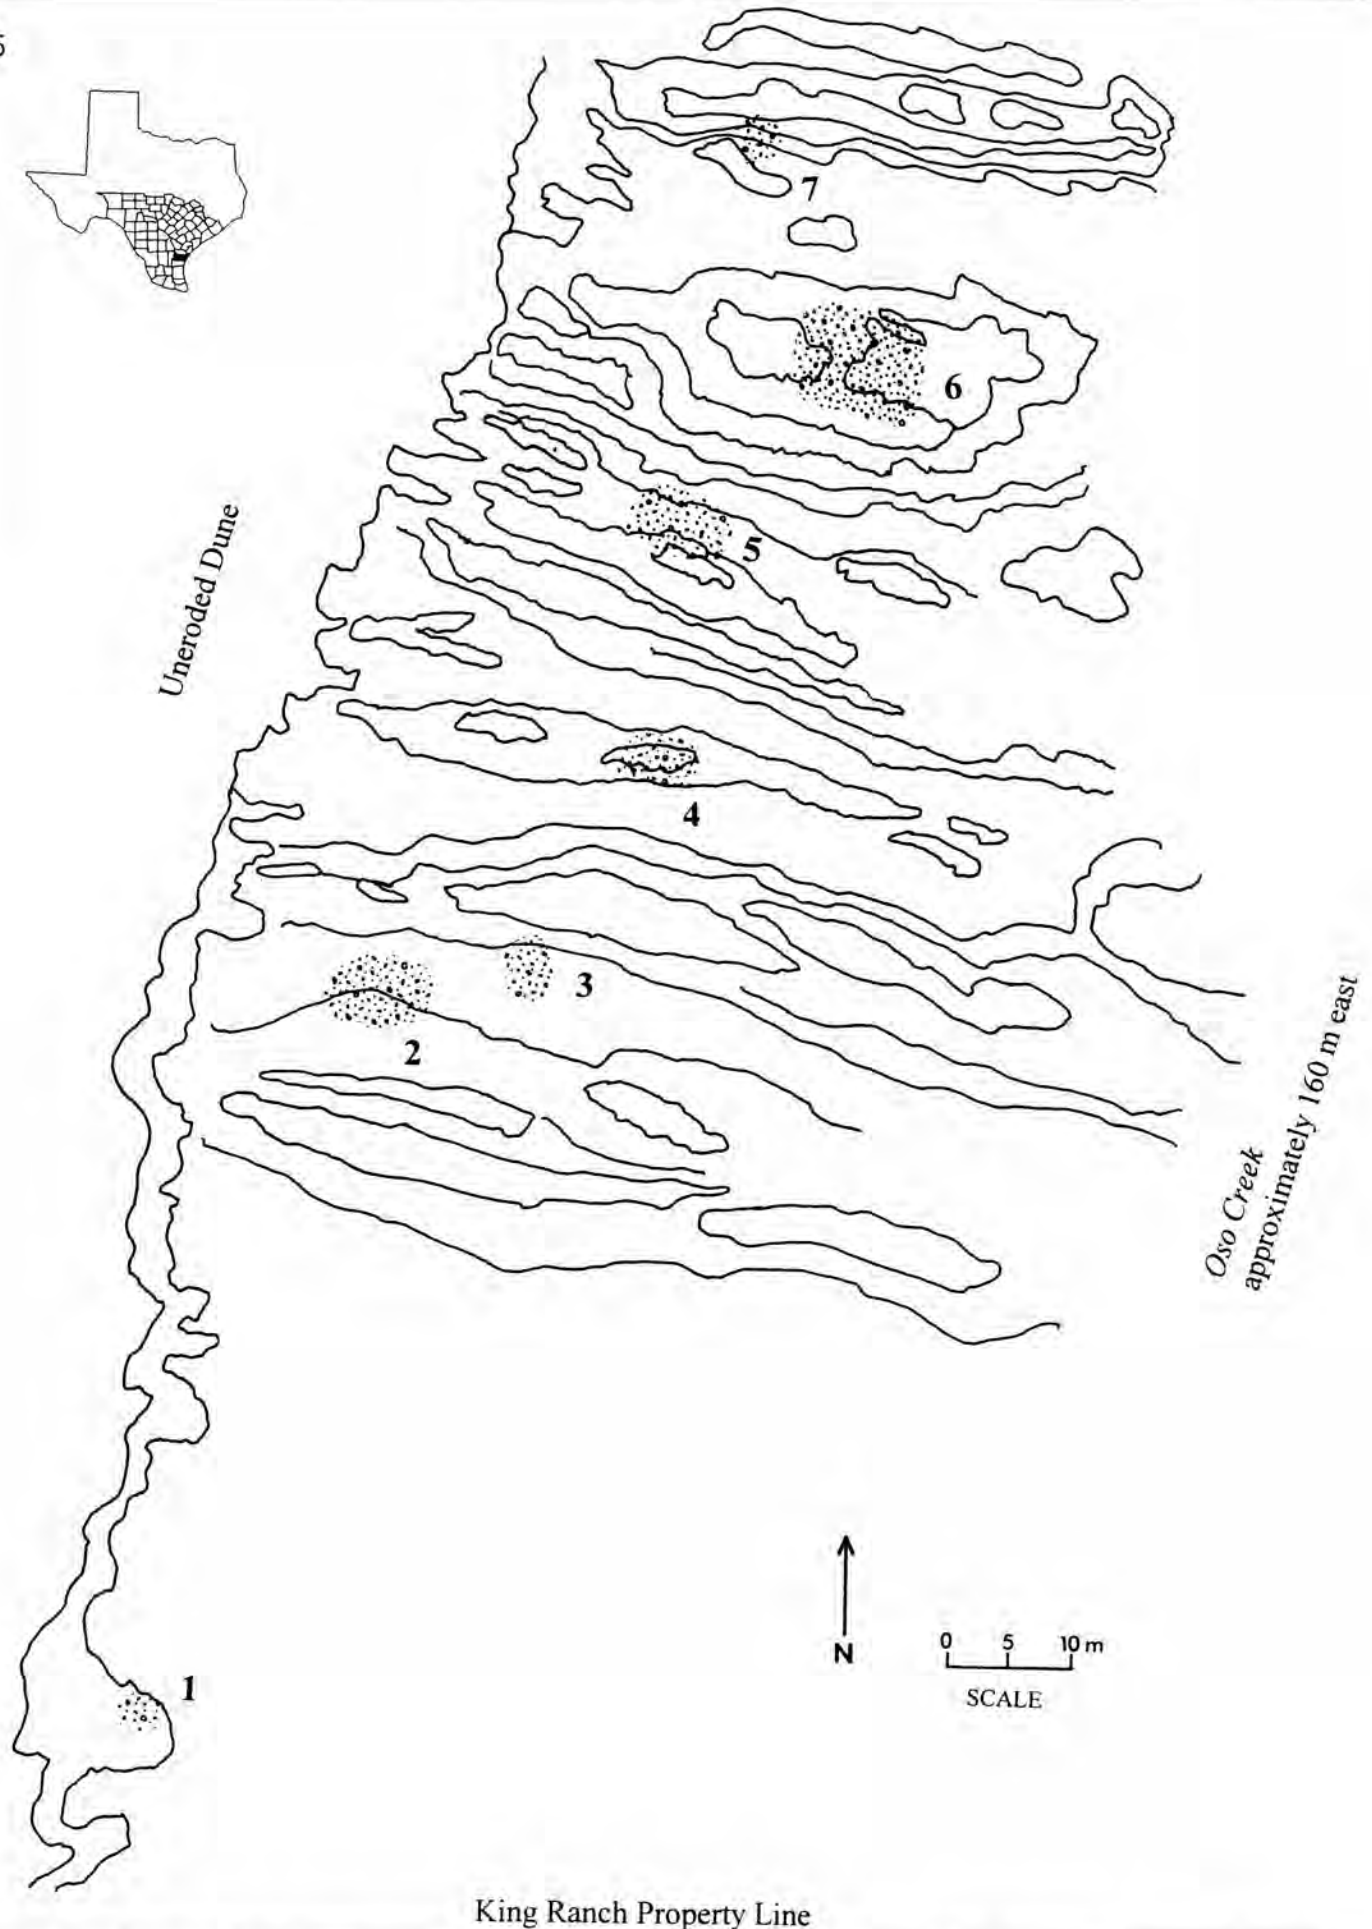 7
6
5
Uneroded Dune
4
3
2
Oso Creek
approximately 160 m east
N
0 5 10 m
SCALE
1
King Ranch Property Line